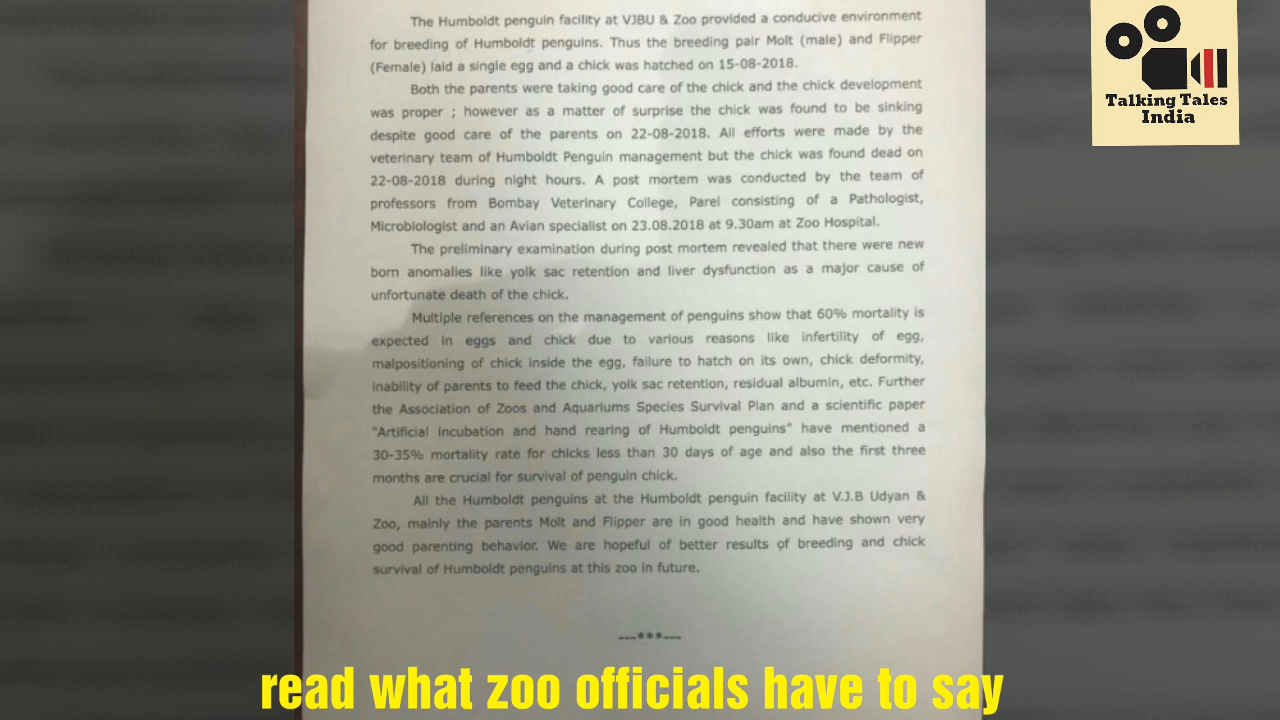 The Humboldt penguin facility at VJBU & Zoo provided a conducive environment
for breeding of Humboldt penguins. Thus the breeding pair Molt (male) and Flipper
(Female) laid a single egg and a chick was hatched on 15-08-2018.
Both the parents were taking good care of the chick and the chick development
was proper ; however as a matter of surprise the chick was found to be sinking
despite good care of the parents on 22-08-2018. All efforts were made by the
veterinary team of Humboldt Penguin management but the chick was found dead on
22-08-2018 during night hours. A post mortem was conducted by the team of
professors from Bombay Veterinary College, Parel consisting of a Pathologist,
Microbiologist and an Avian specialist on 23.08.2018 at 9.30am at Zoo Hospital.
The preliminary examination during post mortem revealed that there were new
born anomalies like yolk sac retention and liver dysfunction as a major cause of
unfortunate death of the chick.
Multiple references on the management of penguins show that 60% mortality is
expected in eggs and chick due to various reasons like infertility of egg,
malpositioning of chick inside the egg, failure to hatch on its own, chick deformity,
inability of parents to feed the chick, yolk sac retention, residual albumin, etc. Further
the Association of Zoos and Aquariums Species Survival Plan and a scientific paper
"Artificial incubation and hand rearing of Humboldt penguins" have mentioned a
30-35% mortality rate for chicks less than 30 days of age and also the first three
months are crucial for survival of penguin chick.
All the Humboldt penguins at the Humboldt penguin facility at V.J.B Udyan &
Zoo, mainly the parents Molt and Flipper are in good health and have shown very
good parenting behavior. We are hopeful of better results of breeding and chick
survival of Humboldt penguins at this zoo in future.
---***---
Talking Tales
India
read what zoo officials have to say